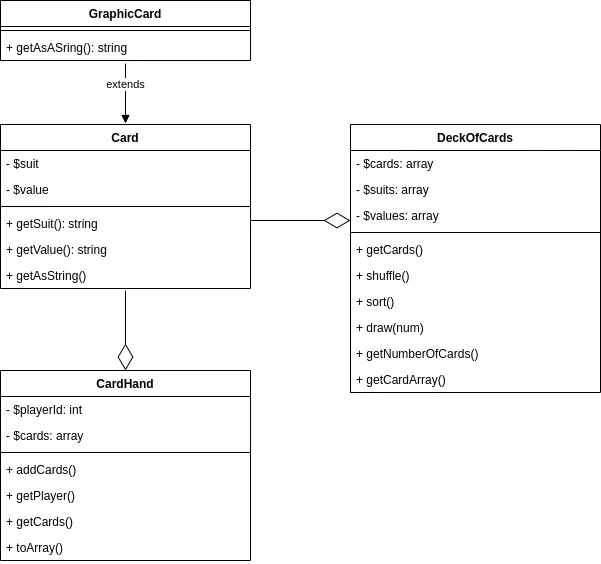 GraphicCard
+ getAsASring(): string
extends
Card
- $suit
- $value
+ getSuit(): string
+ getValue(): string
+ getAsString()
DeckOfCards
- $cards: array
- $suits: array
- $values: array
+ getCards()
+ shuffle()
+ sort()
+ draw(num)
+ getNumberOfCards()
+ getCardArray()
CardHand
- $playerId: int
- $cards: array
+ addCards()
+ getPlayer()
+ getCards()
+ toArray()